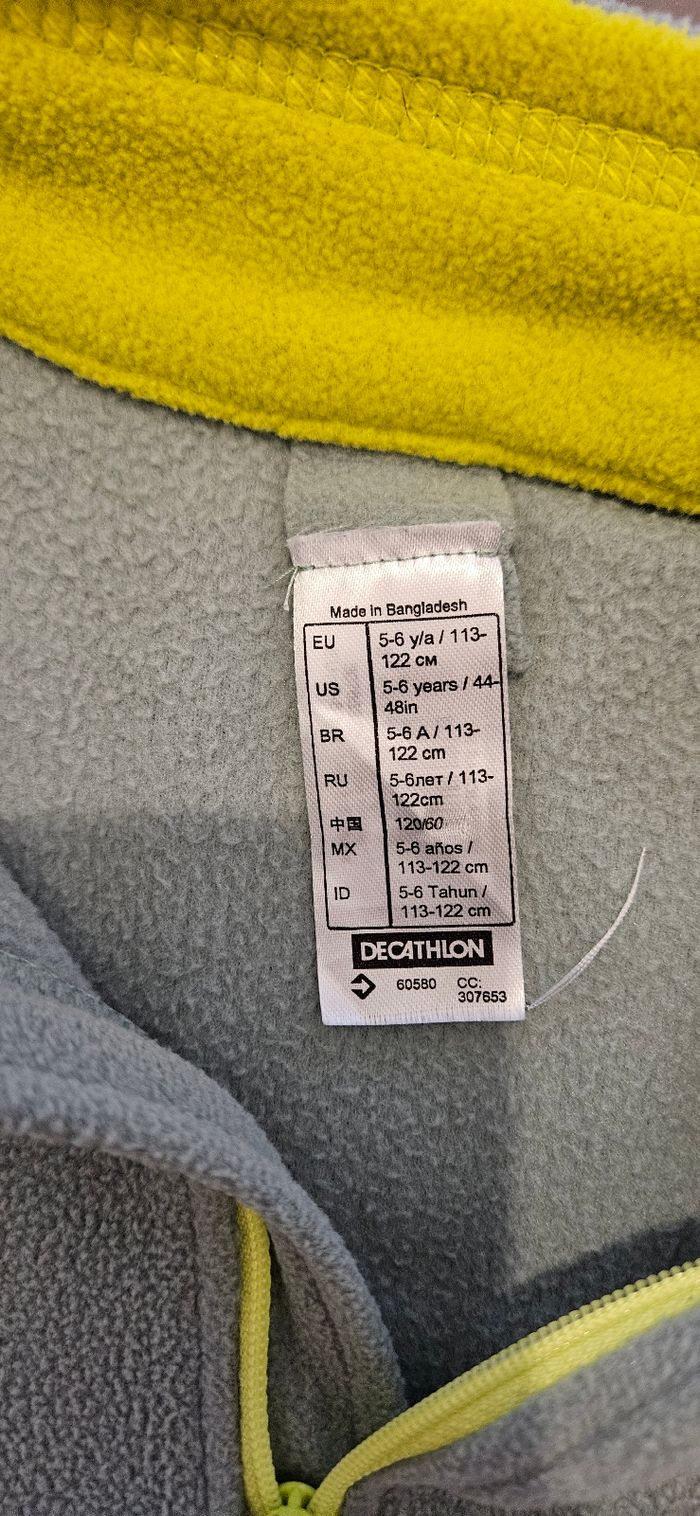 Made in Bangladesh
EU 5-6 y/a / 113-
122 см
US 5-6 years / 44-
48in
BR 5-6 A / 113-
122 cm
RU 5-6лет / 113-
122cm
中国 120/60
MX 5-6 años /
113-122 cm
ID 5-6 Tahun /
113-122 cm
DECATHLON
60580 CC:
307653